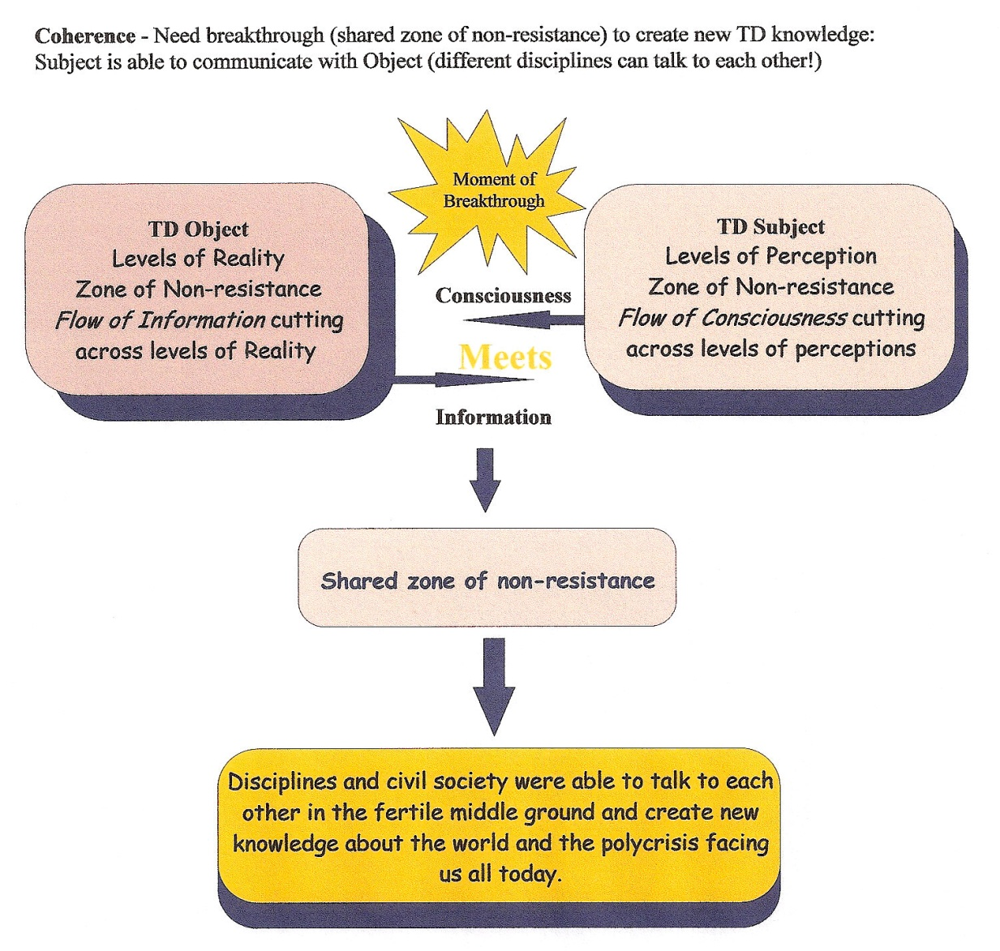 Coherence - Need breakthrough (shared zone of non-resistance) to create new TD knowledge:
Subject is able to communicate with Object (different disciplines can talk to each other!)
Moment of
Breakthrough
TD Object
Levels of Reality
Zone of Non-resistance
Flow of Information cutting
across levels of Reality
TD Subject
Levels of Perception
Zone of Non-resistance
Flow of Consciousness cutting
across levels of perceptions
Consciousness
Meets
Information
Shared zone of non-resistance
Disciplines and civil society were able to talk to each
other in the fertile middle ground and create new
knowledge about the world and the polycrisis facing
us all today.